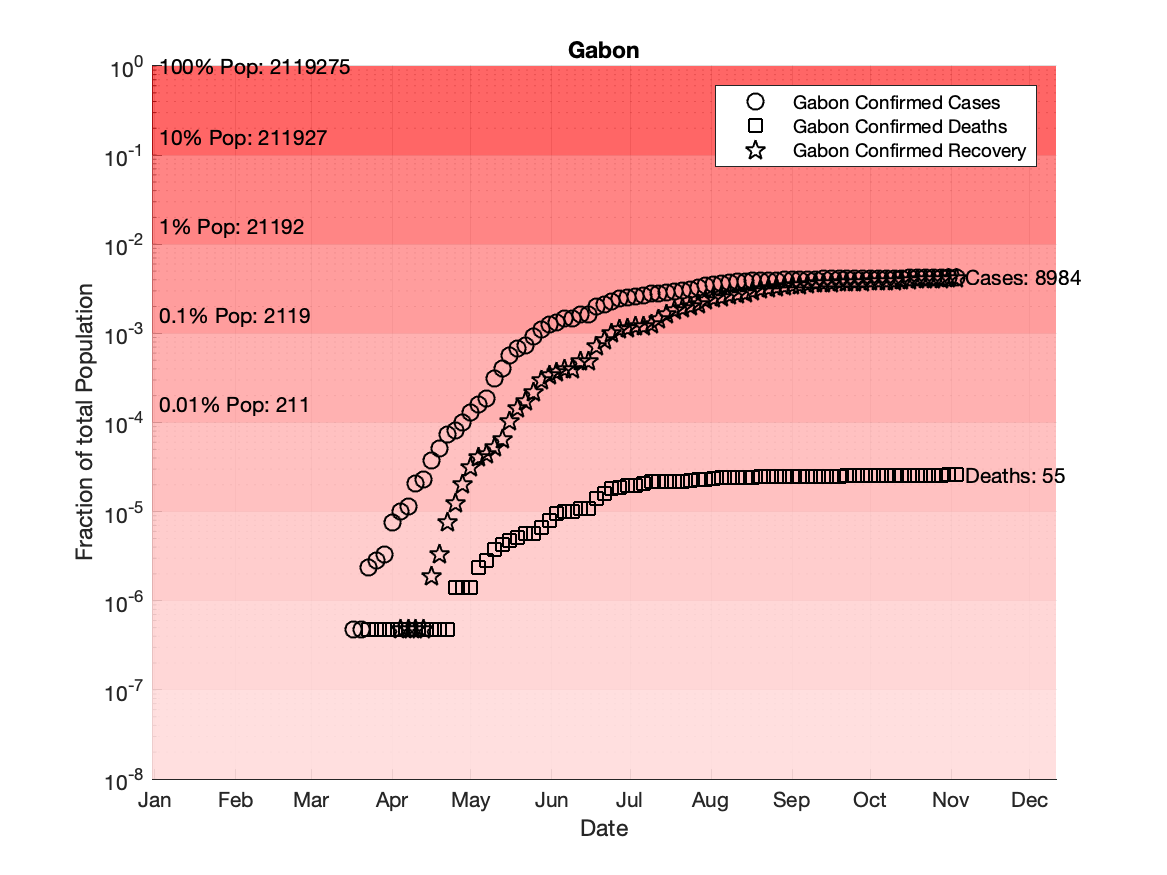 Gabon
10^0
10^-1
10^-2
10^-3
10^-4
10^-5
10^-6
10^-7
10^-8
Fraction of total Population
100% Pop: 2119275
10% Pop: 211927
1% Pop: 21192
0.1% Pop: 2119
0.01% Pop: 211
Gabon Confirmed Cases
Gabon Confirmed Deaths
Gabon Confirmed Recovery
Cases: 8984
Deaths: 55
Jan Feb Mar Apr May Jun Jul Aug Sep Oct Nov Dec
Date